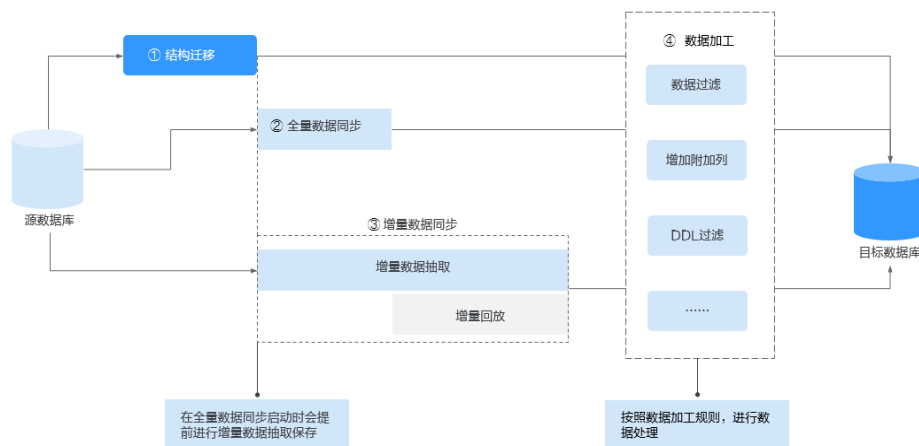 ① 结构迁移
④ 数据加工
数据过滤
② 全量数据同步
增加附加列
源数据库
③ 增量数据同步
DDL过滤
目标数据库
增量数据抽取
增量回放
……
在全量数据同步启动时会提
前进行增量数据抽取保存
按照数据加工规则，进行数
据处理